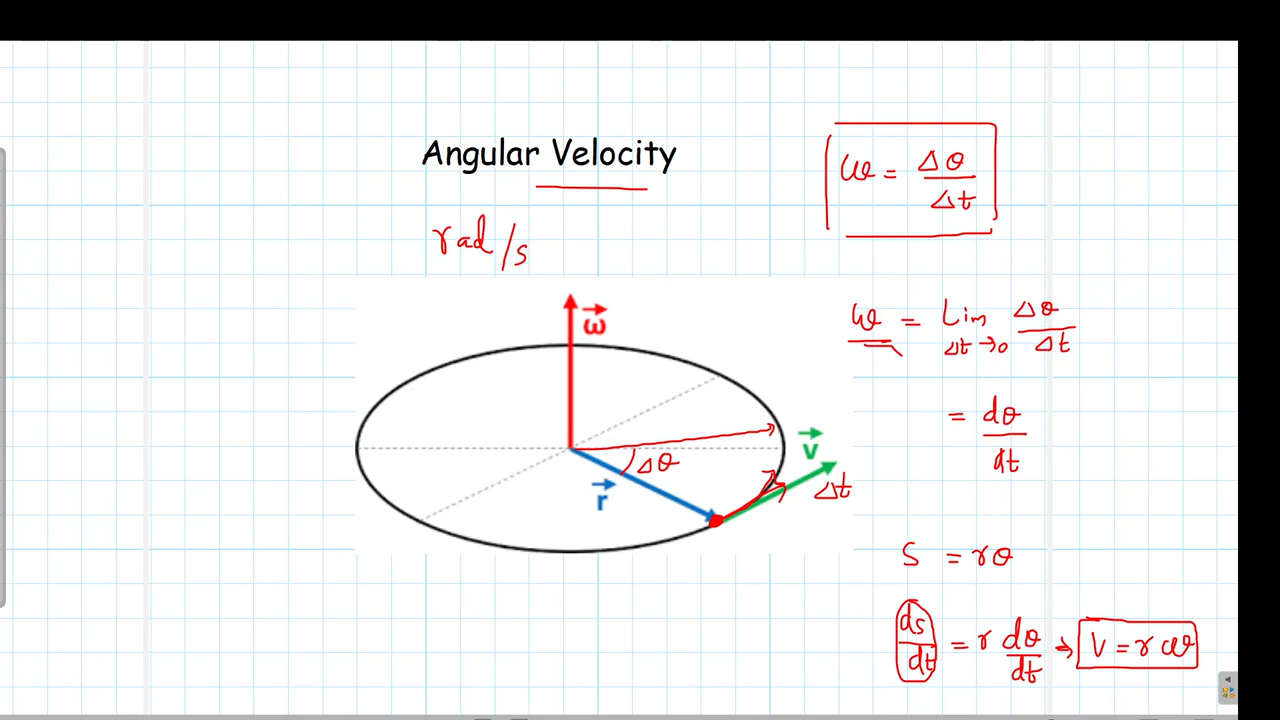 Angular Velocity
rad/s
ω = Δθ/Δt
ω⃗
ω = Lim Δt→0 Δθ/Δt
= dθ/dt
v⃗
Δθ
r⃗
Δt
S = rθ
ds/dt = r dθ/dt → V = rω